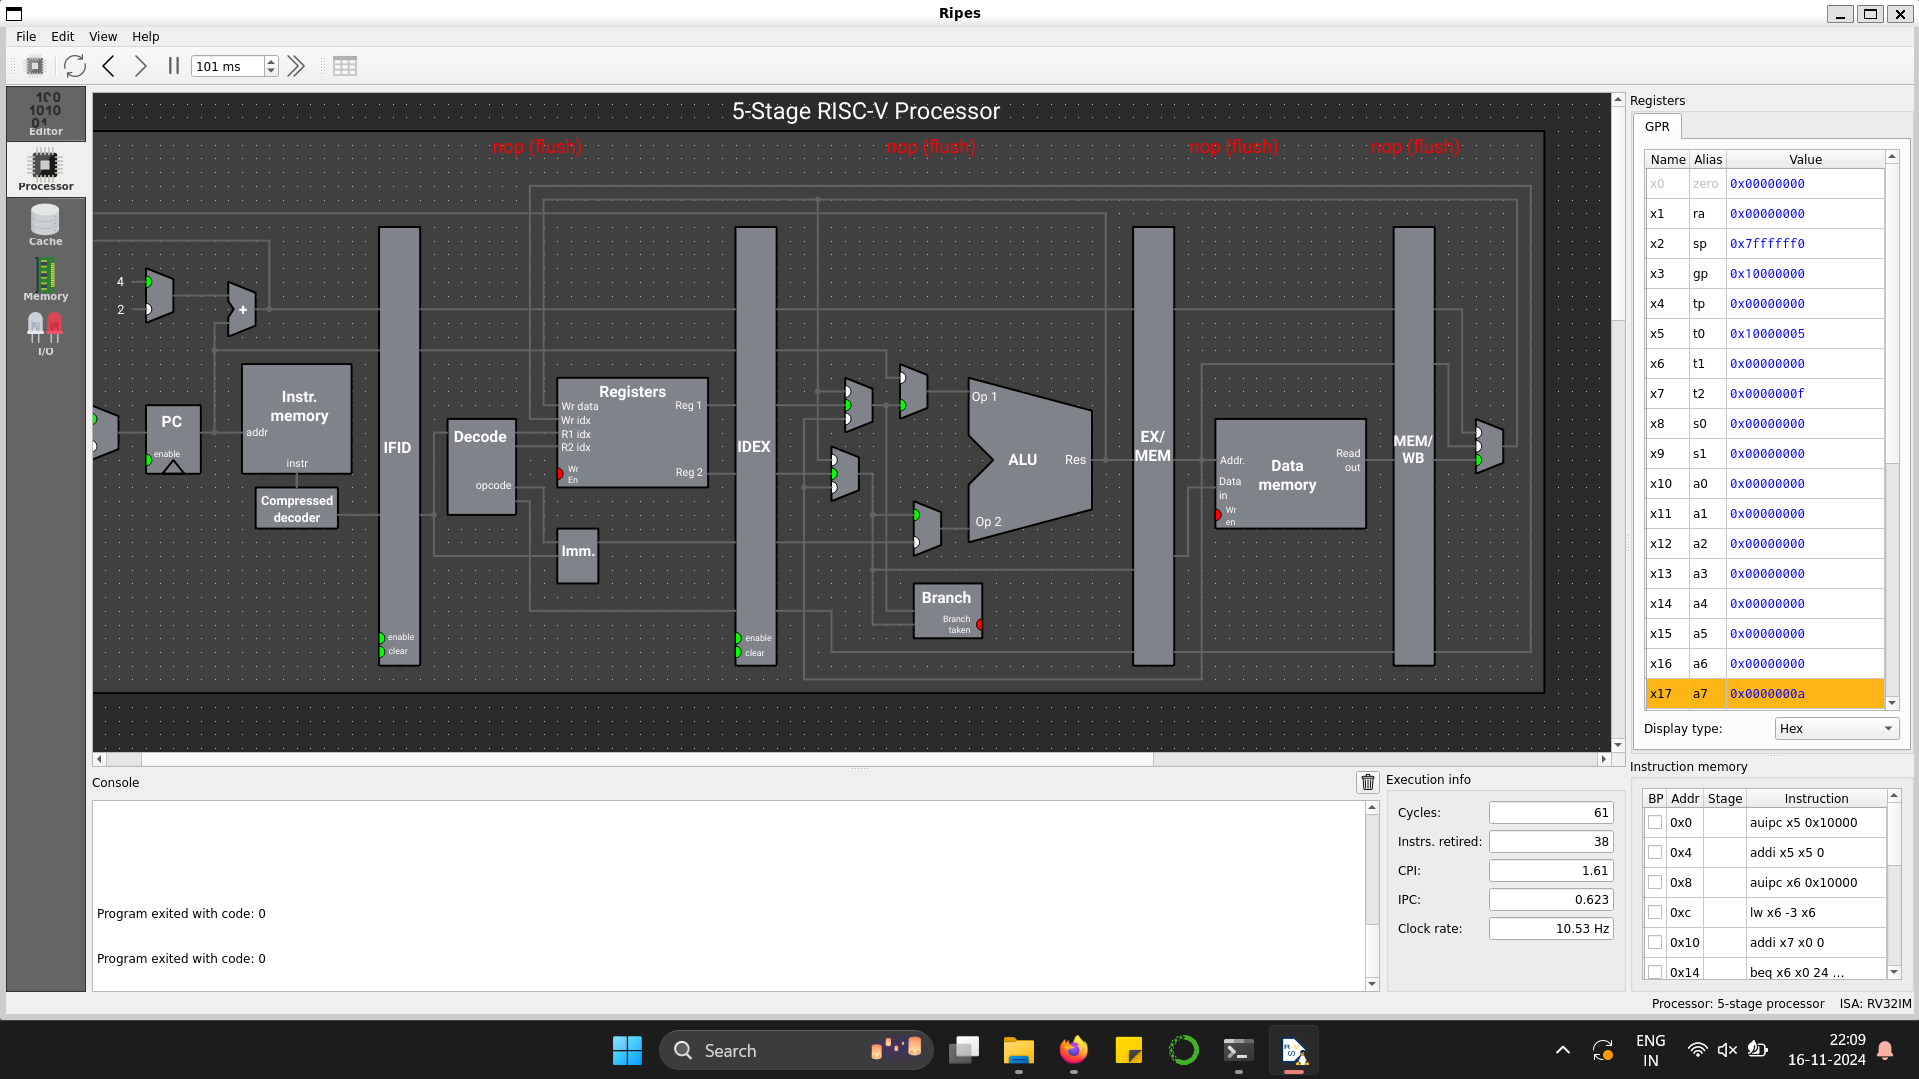 Ripes
File Edit View Help
101 ms
Editor
Processor
Cache
Memory
I/O
5-Stage RISC-V Processor
nop (flush) nop (flush) nop (flush) nop (flush)
4
2
+
PC
enable
Instr.
memory
addr
instr
Compressed
decoder
IFID
enable
clear
Decode
opcode
Registers
Wr data
Wr idx
R1 idx
R2 idx
Wr
En
Reg 1
Reg 2
Imm.
IDEX
enable
clear
Op 1
ALU
Res
Op 2
Branch
Branch
taken
EX/
MEM
Addr.
Data
in
Wr
en
Data
memory
Read
out
MEM/
WB
Registers
GPR
Name Alias Value
x0 zero 0x00000000
x1 ra 0x00000000
x2 sp 0x7ffffff0
x3 gp 0x10000000
x4 tp 0x00000000
x5 t0 0x10000005
x6 t1 0x00000000
x7 t2 0x0000000f
x8 s0 0x00000000
x9 s1 0x00000000
x10 a0 0x00000000
x11 a1 0x00000000
x12 a2 0x00000000
x13 a3 0x00000000
x14 a4 0x00000000
x15 a5 0x00000000
x16 a6 0x00000000
x17 a7 0x0000000a
Display type: Hex
Console
Program exited with code: 0
Program exited with code: 0
Execution info
Cycles: 61
Instrs. retired: 38
CPI: 1.61
IPC: 0.623
Clock rate: 10.53 Hz
Instruction memory
BP Addr Stage Instruction
0x0 auipc x5 0x10000
0x4 addi x5 x5 0
0x8 auipc x6 0x10000
0xc lw x6 -3 x6
0x10 addi x7 x0 0
0x14 beq x6 x0 24 ...
Processor: 5-stage processor ISA: RV32IM
Search
ENG
IN
22:09
16-11-2024